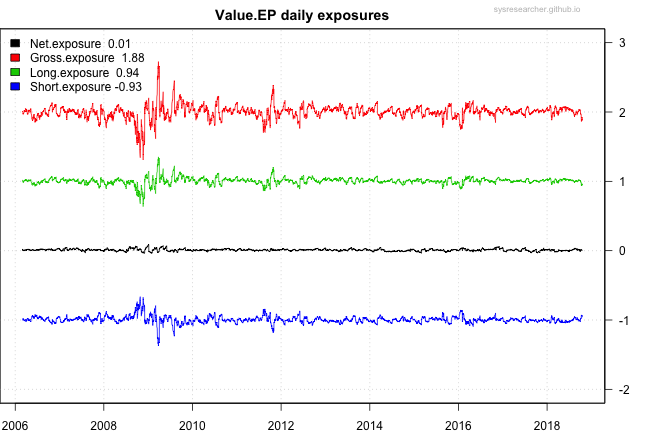 Value.EP daily exposures
sysresearcher.github.io
Net.exposure 0.01
Gross.exposure 1.88
Long.exposure 0.94
Short.exposure -0.93
3
2
1
0
-1
-2
2006 2008 2010 2012 2014 2016 2018